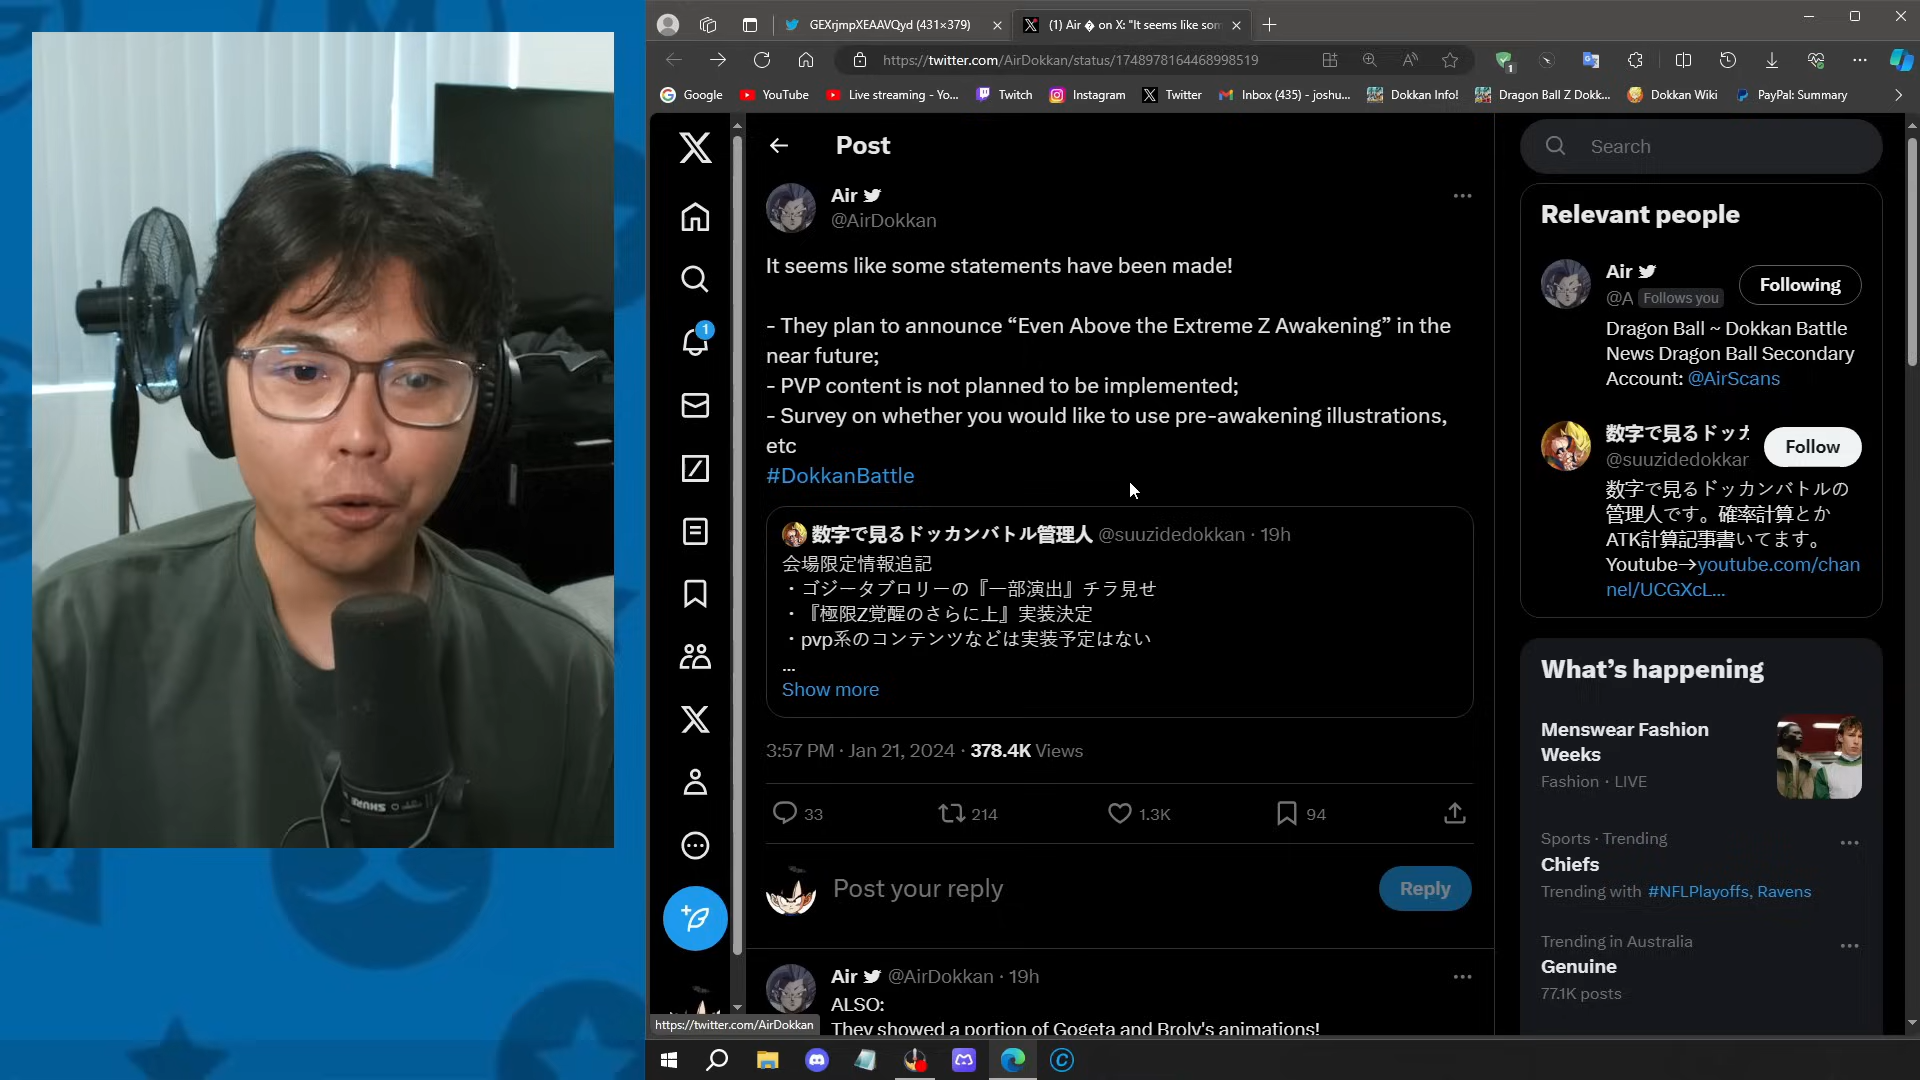 GEXrjmpXEAAVQyd (431×379)
(1) Air � on X: "It seems like som
https://twitter.com/AirDokkan/status/1748978164468998519
1
Google
YouTube
Live streaming - Yo...
Twitch
Instagram
Twitter
Inbox (435) - joshu...
Dokkan Info!
Dragon Ball Z Dokk...
Dokkan Wiki
PayPal: Summary
Post
Search
Air
@AirDokkan
It seems like some statements have been made!
- They plan to announce “Even Above the Extreme Z Awakening” in the
near future;
- PVP content is not planned to be implemented;
- Survey on whether you would like to use pre-awakening illustrations,
etc
#DokkanBattle
数字で見るドッカンバトル管理人 @suuzidedokkan · 19h
会場限定情報追記
・ゴジータブロリーの『一部演出』チラ見せ
・『極限Z覚醒のさらに上』実装決定
・pvp系のコンテンツなどは実装予定はない
...
Show more
3:57 PM · Jan 21, 2024 · 378.4K Views
33
214
1.3K
94
Post your reply
Reply
Air @AirDokkan · 19h
ALSO:
They showed a portion of Gogeta and Broly's animations!
1
Relevant people
Air
@A Follows you
Following
Dragon Ball ~ Dokkan Battle
News Dragon Ball Secondary
Account: @AirScans
数字で見るドッカ
@suuzidedokkar
Follow
数字で見るドッカンバトルの
管理人です。確率計算とか
ATK計算記事書いてます。
Youtube→youtube.com/chan
nel/UCGXcL...
What’s happening
Menswear Fashion
Weeks
Fashion · LIVE
Sports · Trending
Chiefs
Trending with #NFLPlayoffs, Ravens
Trending in Australia
Genuine
77.1K posts
https://twitter.com/AirDokkan
SHURE